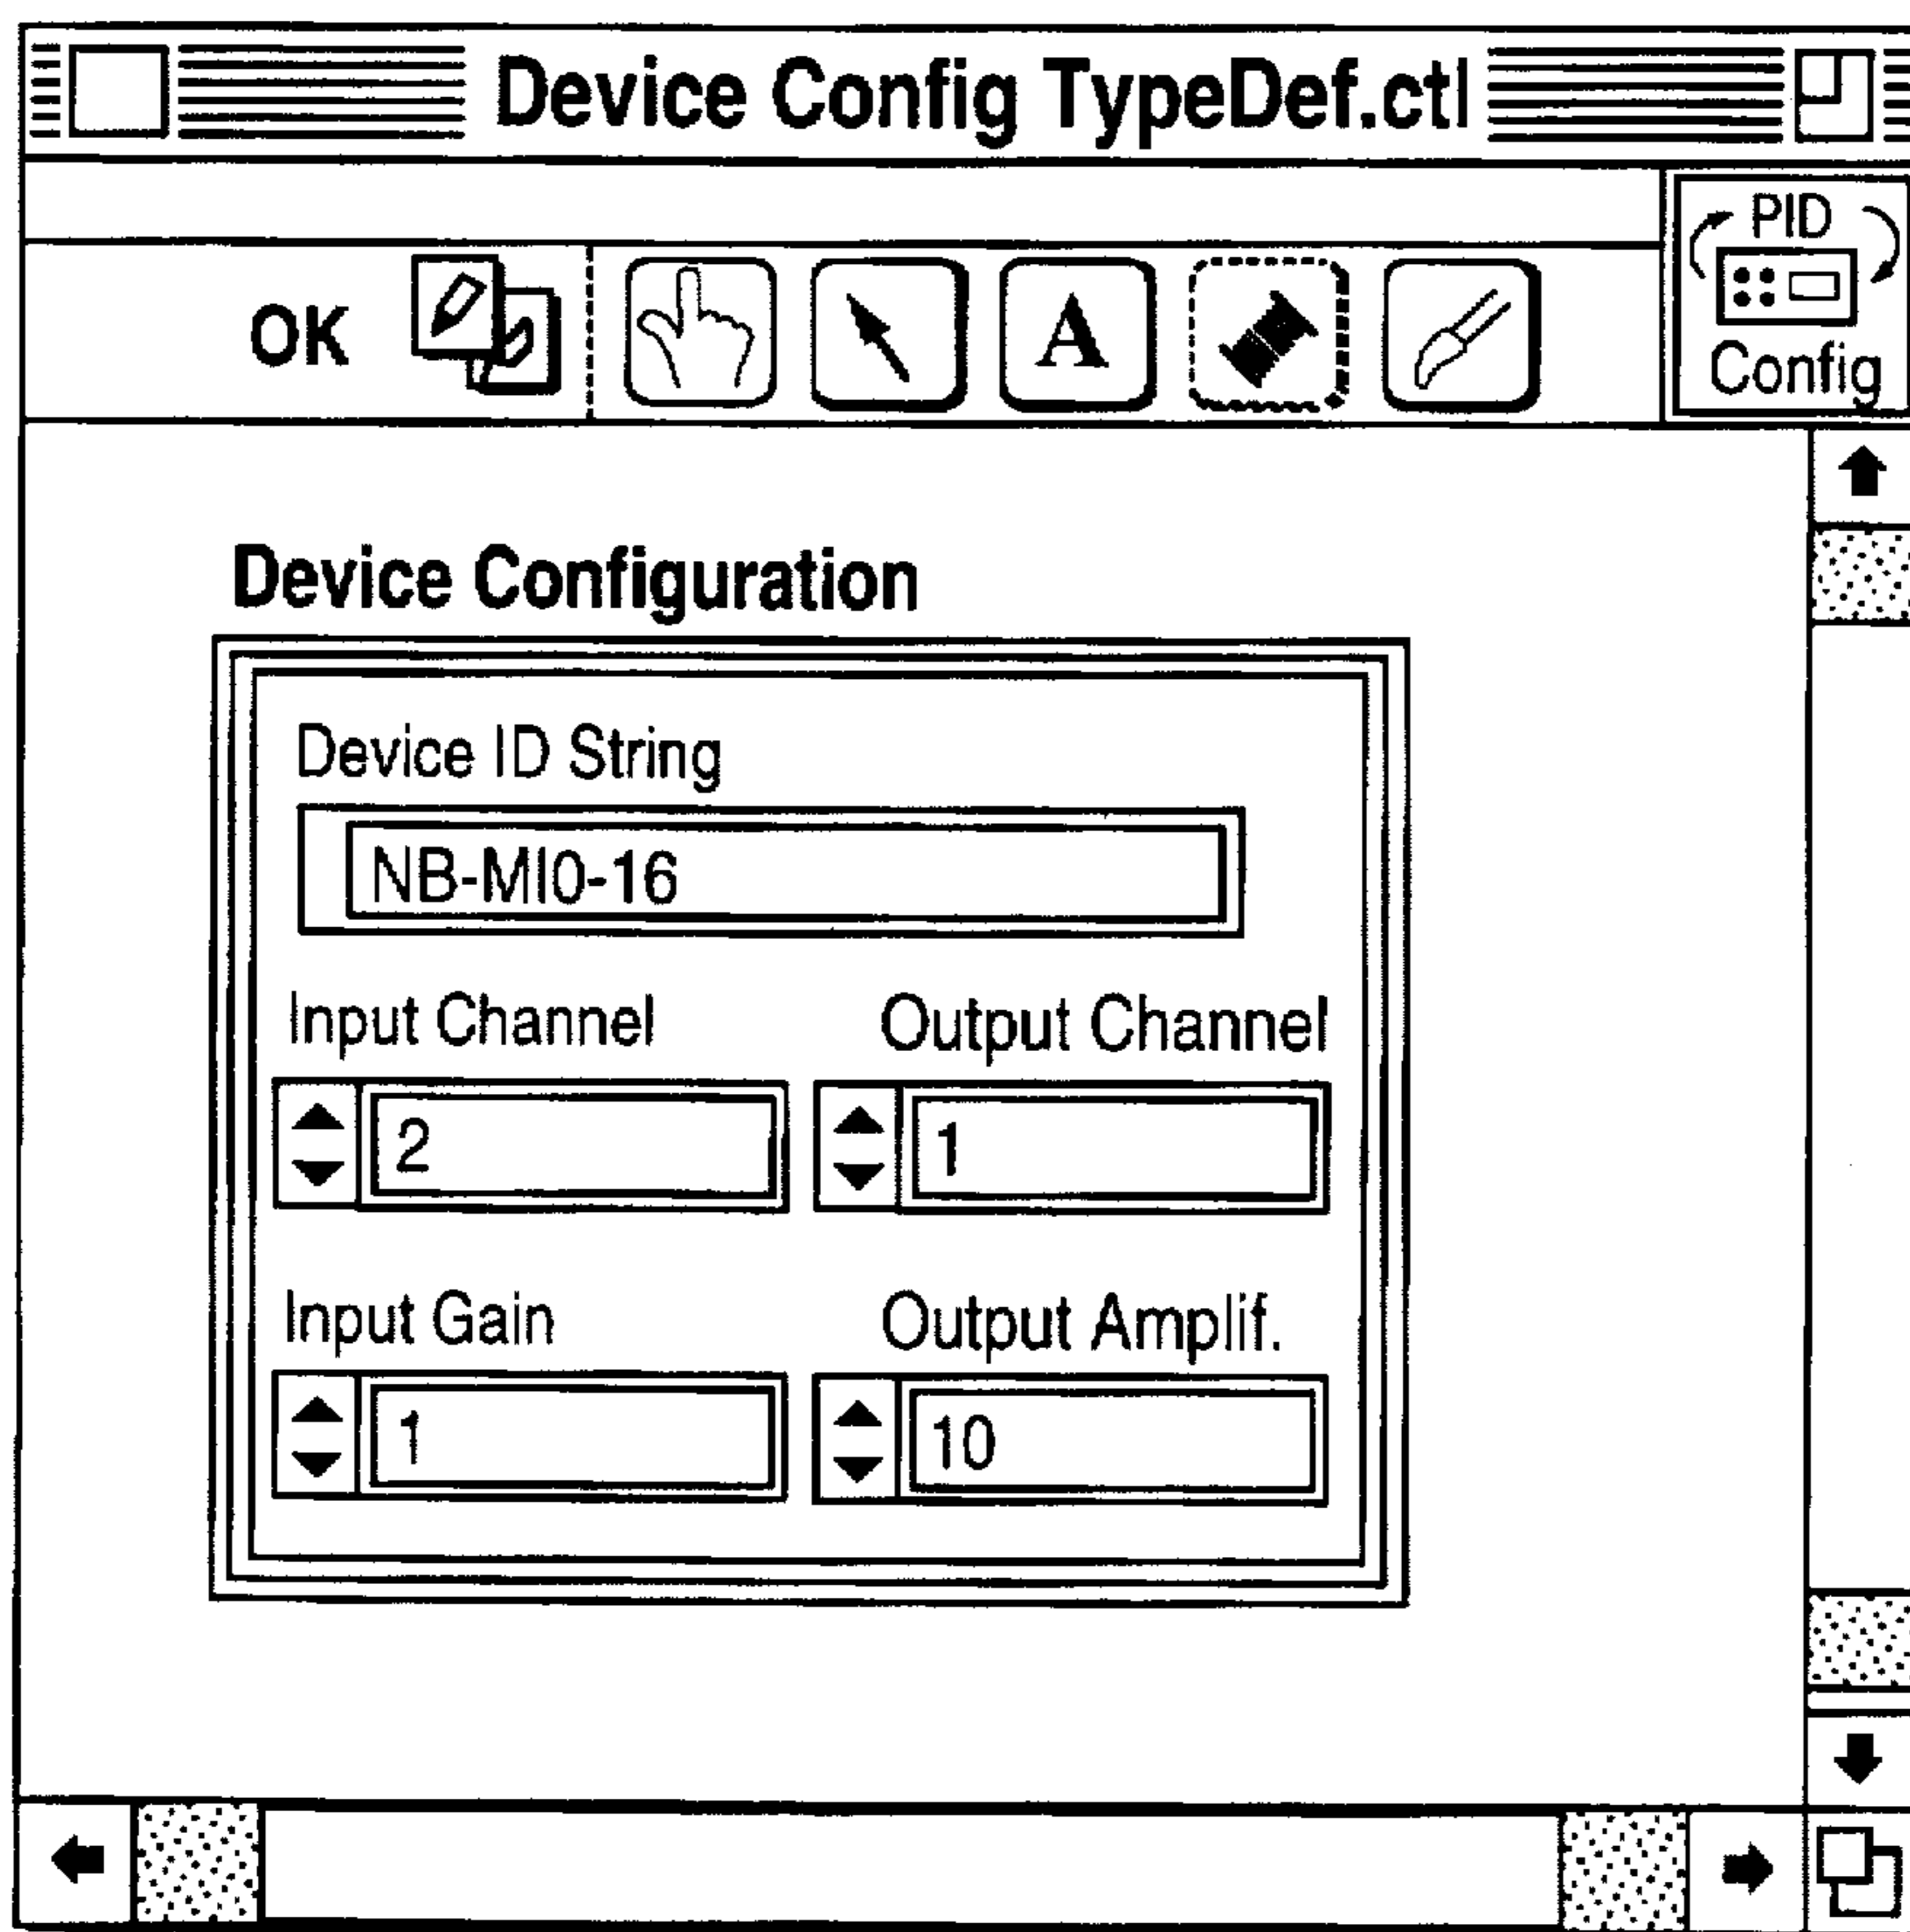 Device Config TypeDef.ctl
PID
Config
OK
A
Device Configuration
Device ID String
NB-MI0-16
Input Channel Output Channel
2 1
Input Gain Output Amplif.
1 10